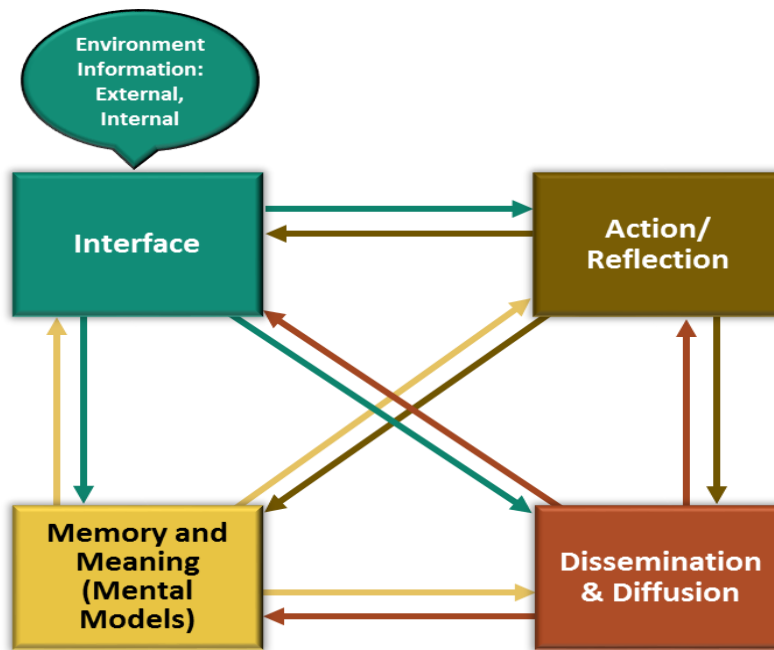 Environment
Information:
External,
Internal
Interface
Action/
Reflection
Memory and
Meaning
(Mental
Models)
Dissemination
& Diffusion